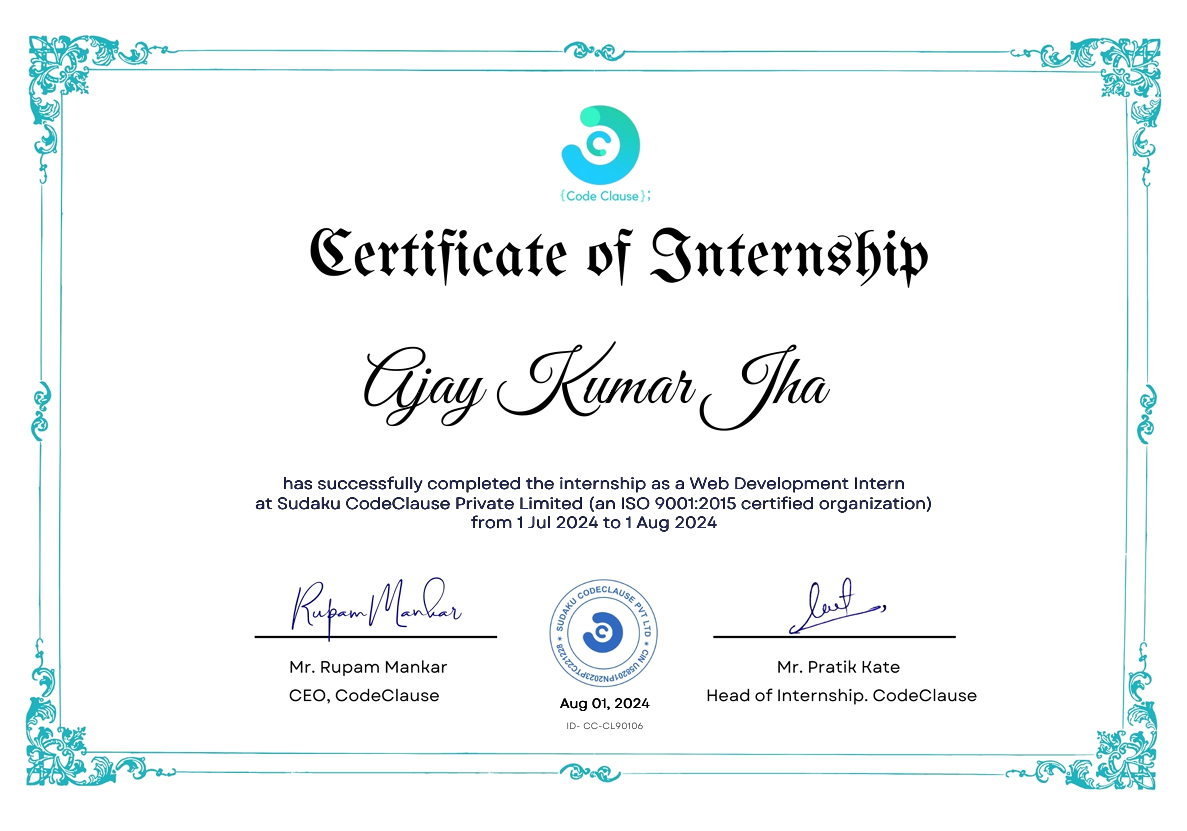 {Code Clause};
Certificate of Internship
Ajay Kumar Jha
has successfully completed the internship as a Web Development Intern
at Sudaku CodeClause Private Limited (an ISO 9001:2015 certified organization)
from 1 Jul 2024 to 1 Aug 2024
Rupam Mankar
Mr. Rupam Mankar
CEO, CodeClause
SUDAKU CODECLAUSE PVT LTD * CIN U58201PN2023PTC221228 *
Aug 01, 2024
ID- CC-CL90106
Mr. Pratik Kate
Head of Internship. CodeClause